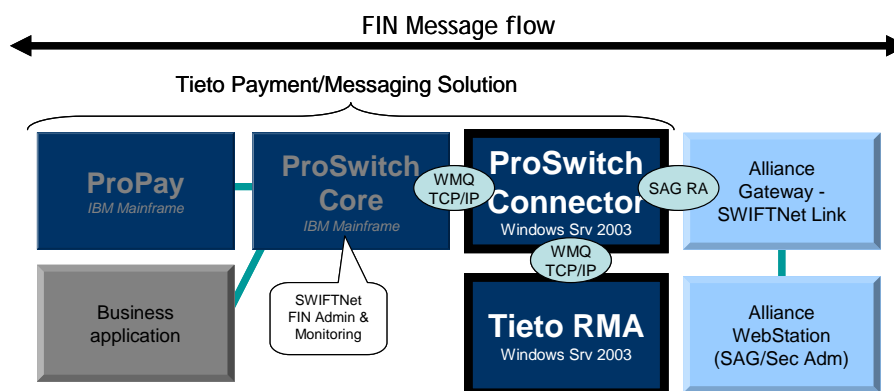 FIN Message flow
Tieto Payment/Messaging Solution
ProPay
IBM Mainframe
ProSwitch
Core
IBM Mainframe
WMQ
TCP/IP
ProSwitch
Connector
Windows Srv 2003
SAG RA
Alliance
Gateway -
SWIFTNet Link
WMQ
TCP/IP
Business
application
SWIFTNet
FIN Admin &
Monitoring
Tieto RMA
Windows Srv 2003
Alliance
WebStation
(SAG/Sec Adm)